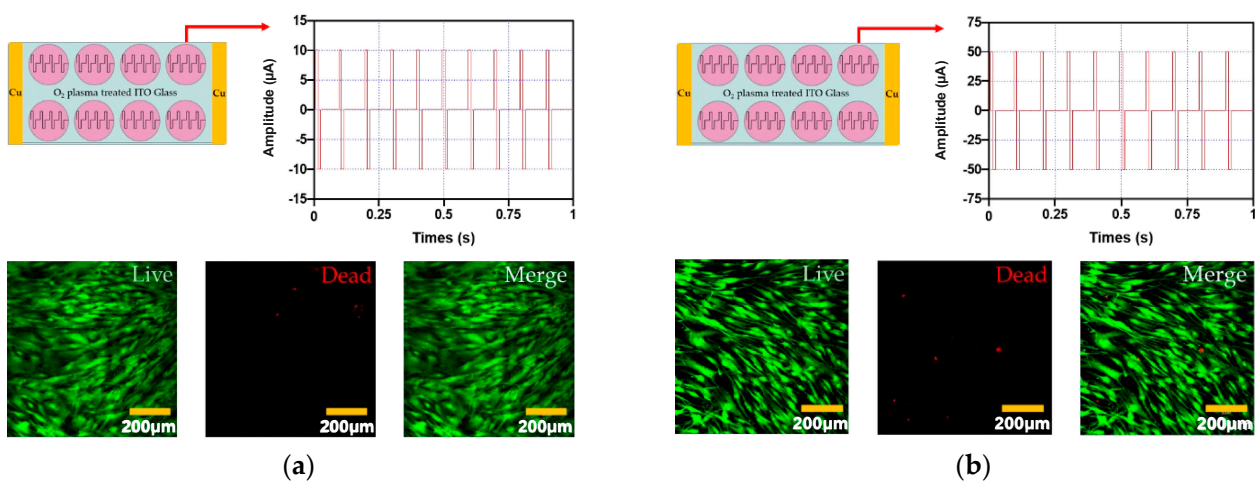 Cu
O₂ plasma treated ITO Glass
Cu
Amplitude (μA)
15
10
5
0
-5
-10
-15
0
0.25
0.5
0.75
1
Times (s)
Live
200μm
Dead
200μm
Merge
200μm
(a)
Cu
O₂ plasma treated ITO Glass
Cu
Amplitude (μA)
75
50
25
0
-25
-50
-75
0
0.25
0.5
0.75
1
Times (s)
Live
200μm
Dead
200μm
Merge
200μm
(b)